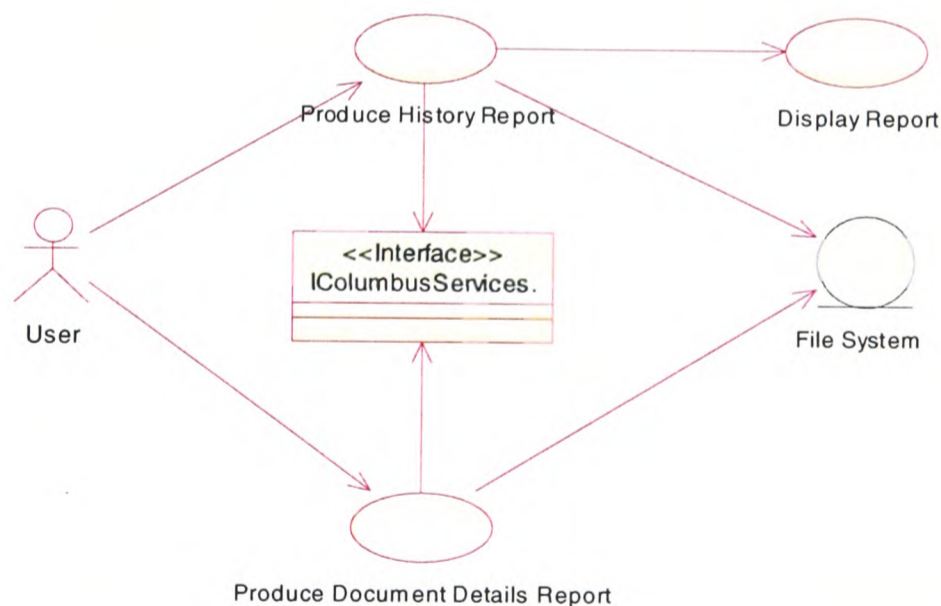 Produce History Report
Display Report
<<Interface>>
IColumbusServices.
User
File System
Produce Document Details Report